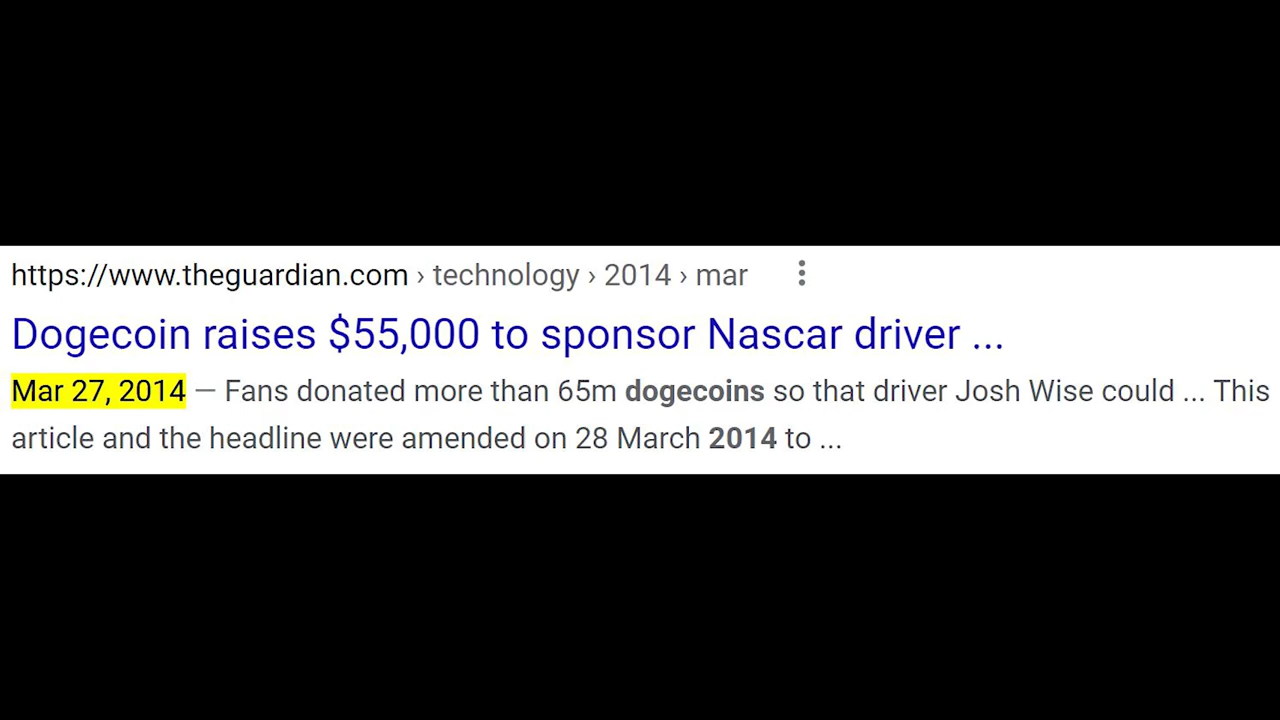 https://www.theguardian.com › technology › 2014 › mar
Dogecoin raises $55,000 to sponsor Nascar driver ...
Mar 27, 2014 — Fans donated more than 65m dogecoins so that driver Josh Wise could ... This
article and the headline were amended on 28 March 2014 to ...